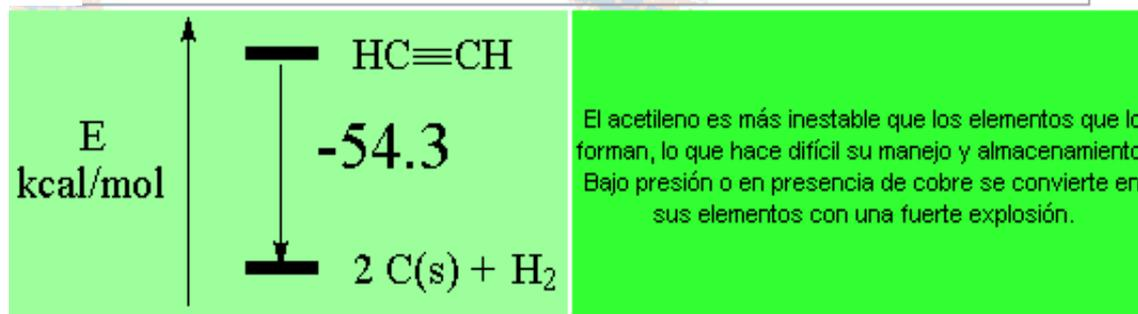 HC≡CH
E
kcal/mol
-54.3
2 C(s) + H₂
El acetileno es más inestable que los elementos que lo
forman, lo que hace difícil su manejo y almacenamiento
Bajo presión o en presencia de cobre se convierte en
sus elementos con una fuerte explosión.